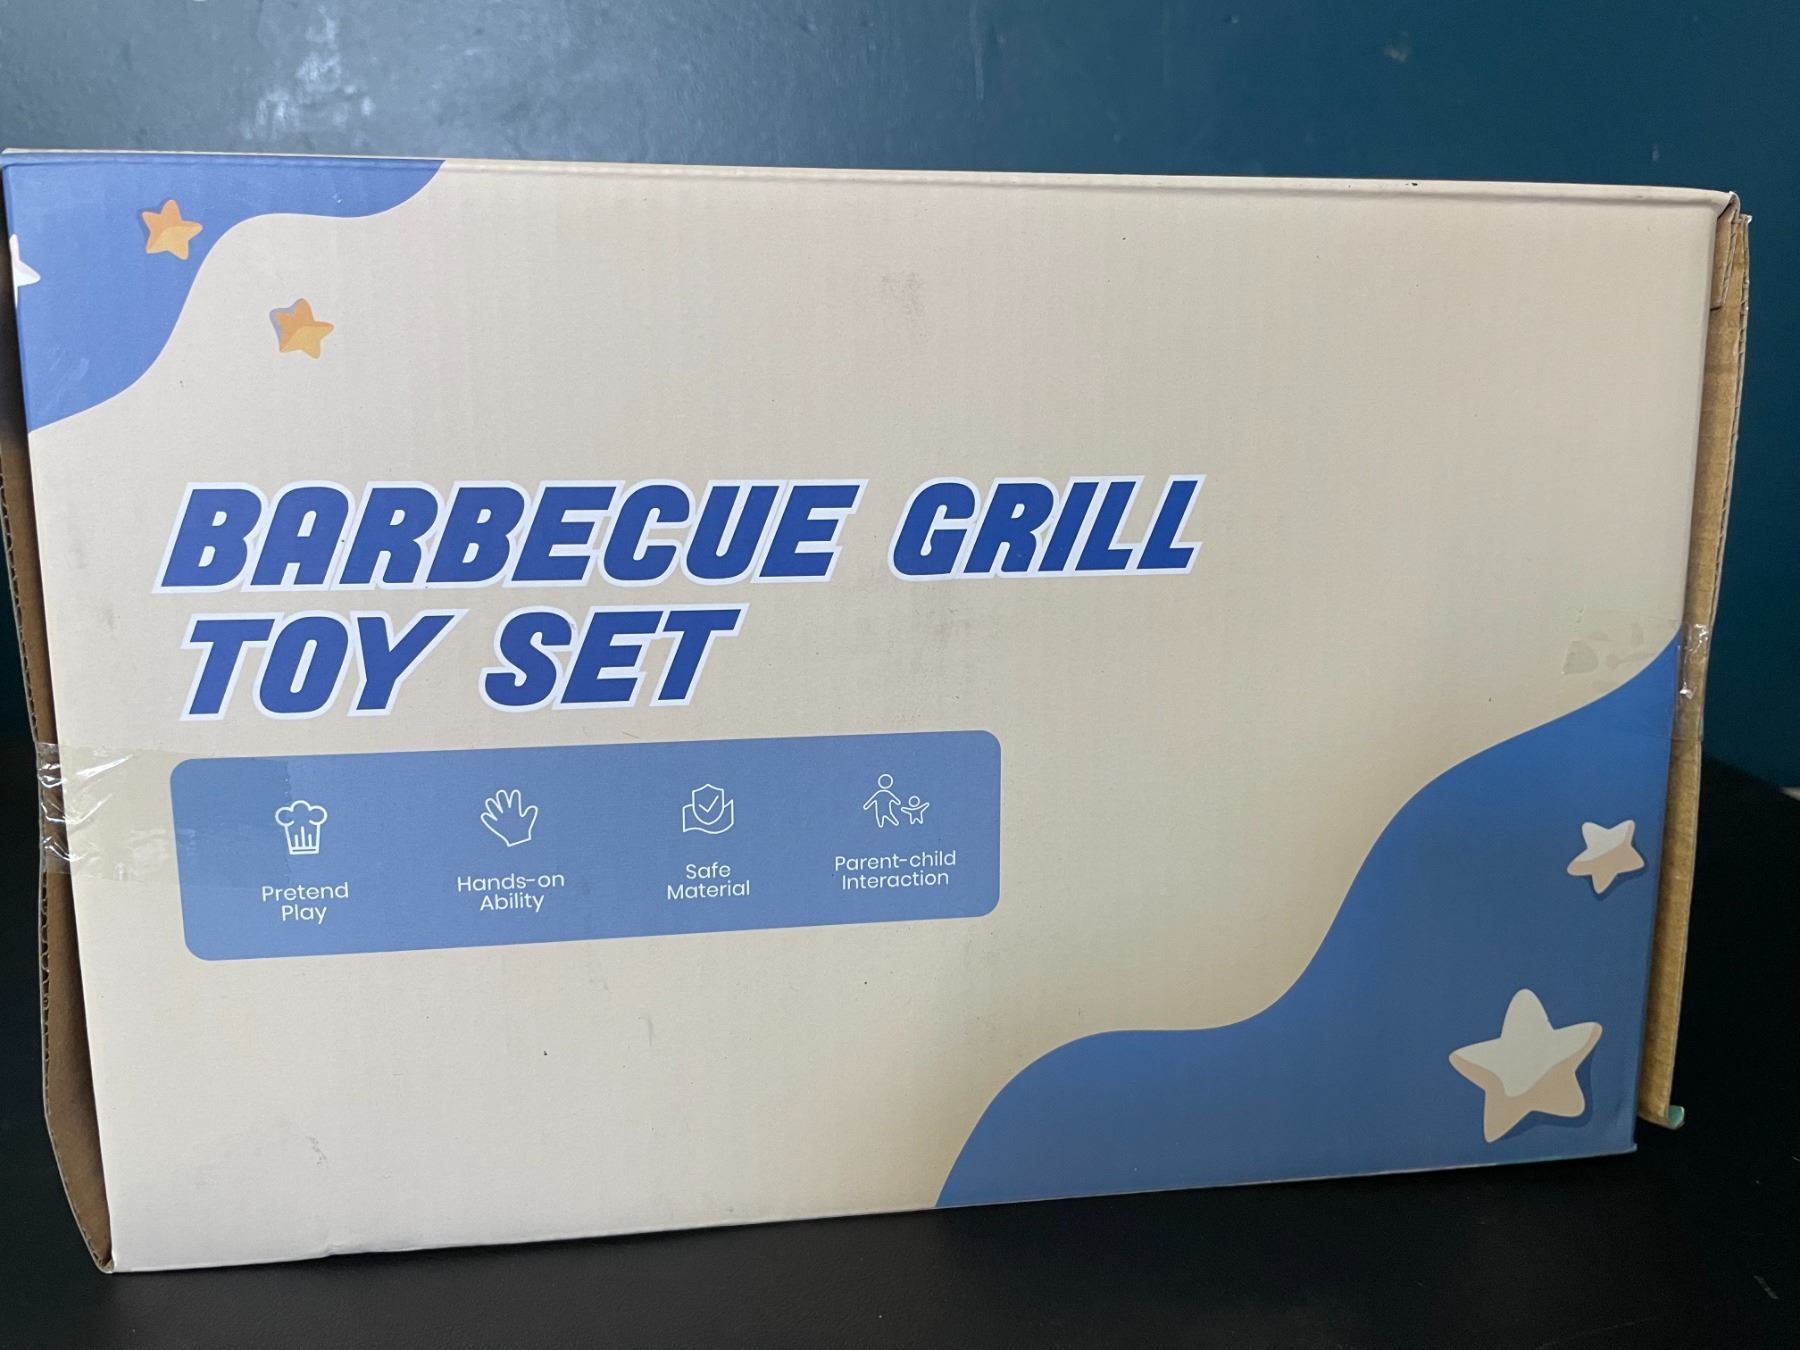 BARBECUE GRILL
TOY SET
Pretend
Play
Hands-on
Ability
Safe
Material
Parent-child
Interaction